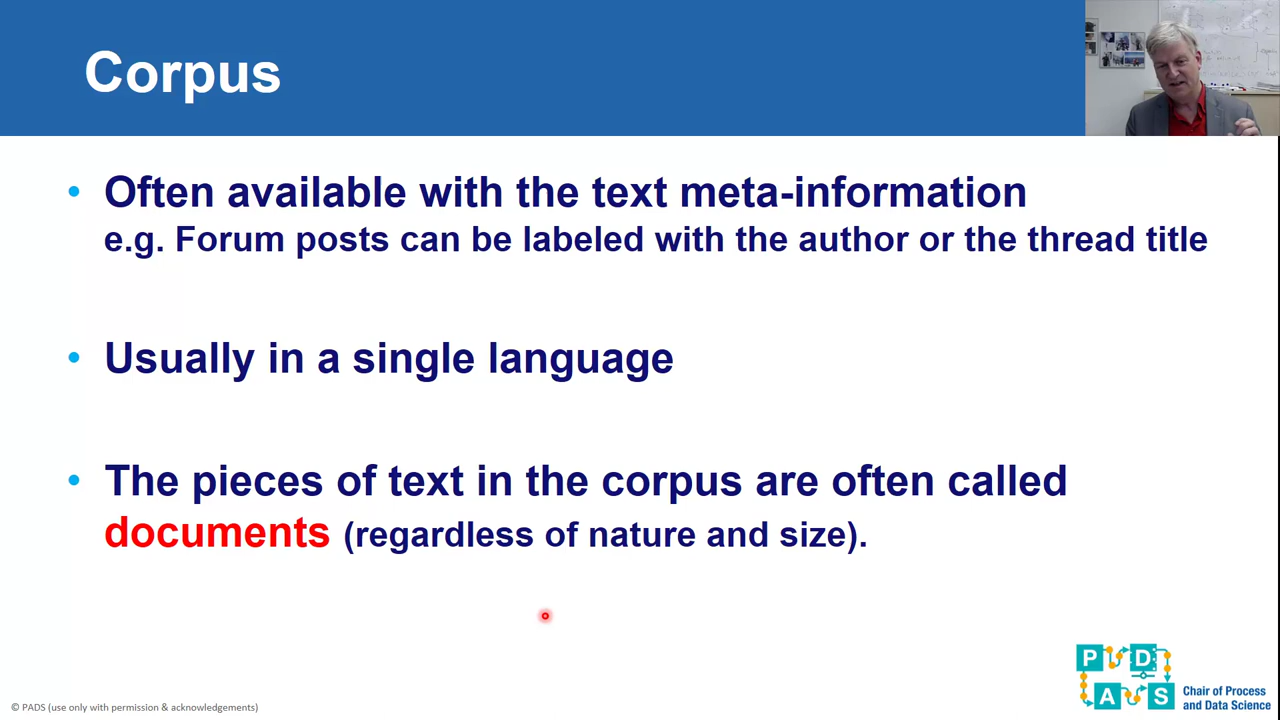 Corpus
• Often available with the text meta-information
e.g. Forum posts can be labeled with the author or the thread title
• Usually in a single language
• The pieces of text in the corpus are often called
documents (regardless of nature and size).
P D
A S
Chair of Process
and Data Science
© PADS (use only with permission & acknowledgements)